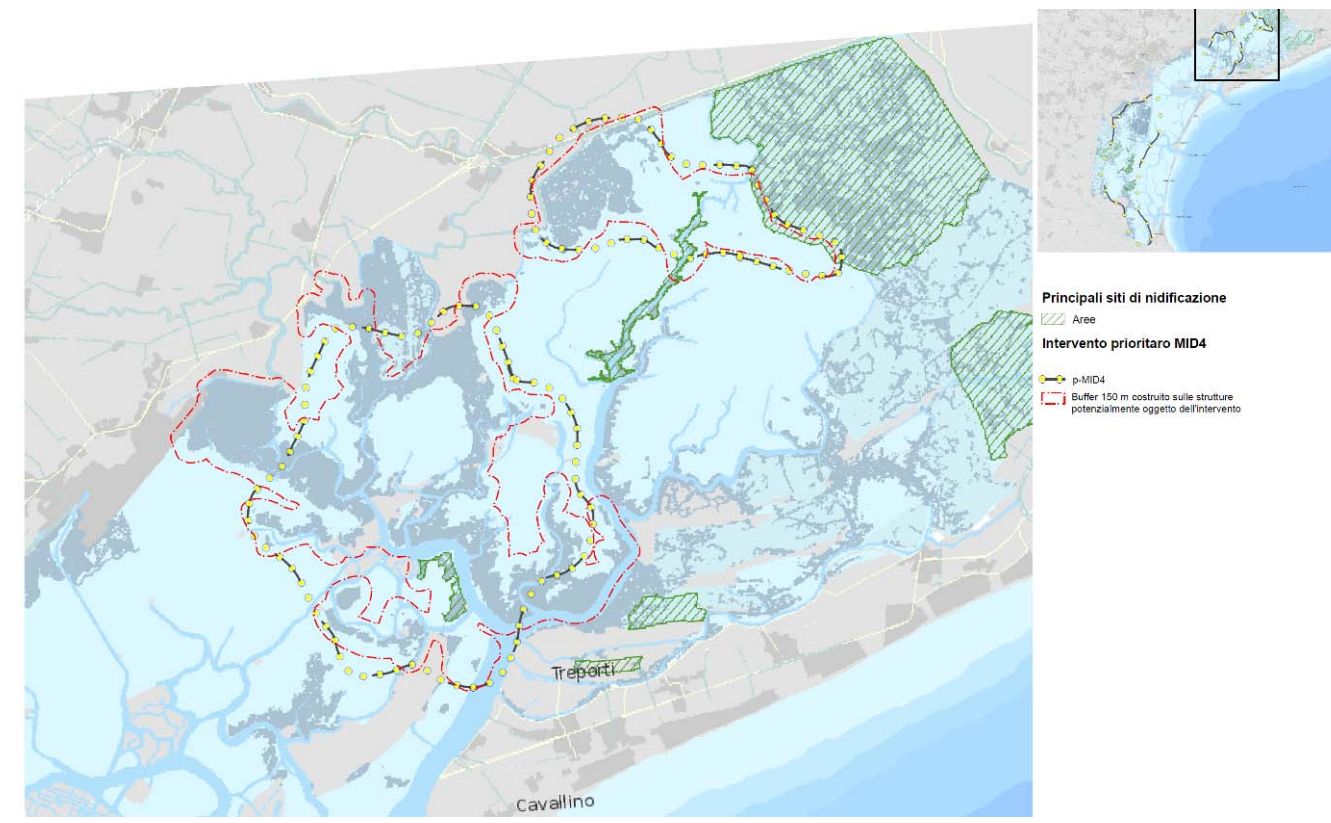 Principali siti di nidificazione
Aree
Intervento prioritaro MID4
p-MID4
Buffer 150 m costruito sulle strutture
potenzialmente oggetto dell'intervento
Treporti
Cavallino